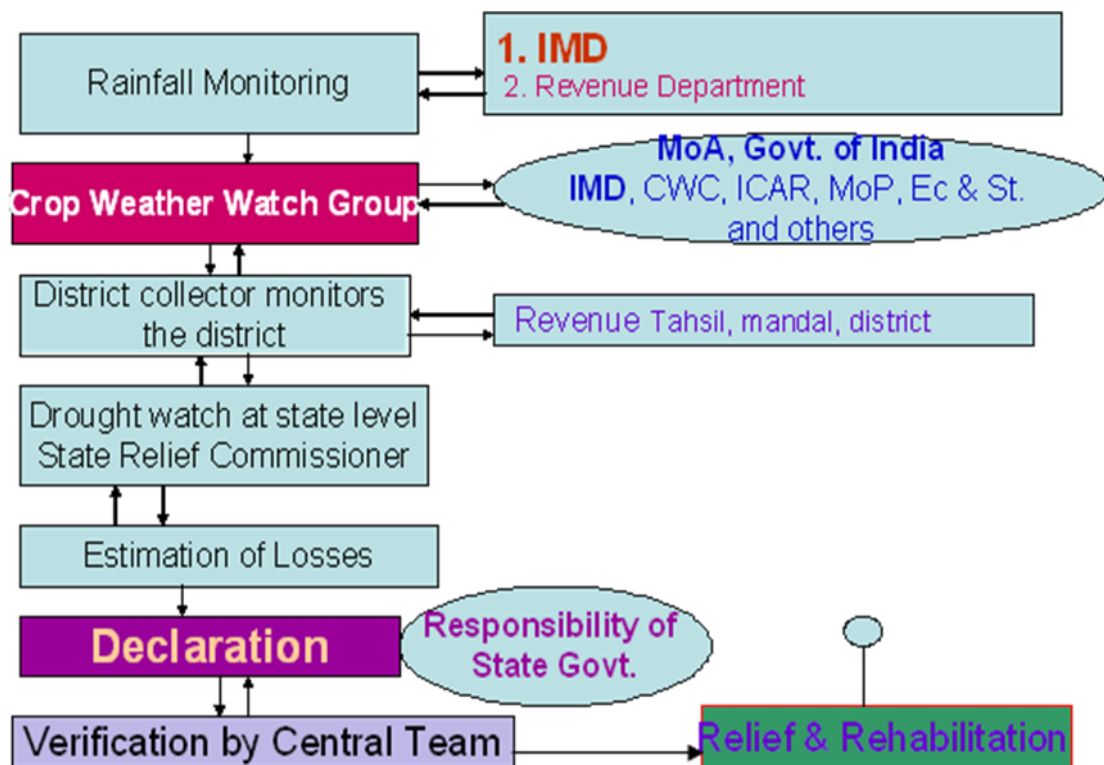 Rainfall Monitoring
1. IMD
2. Revenue Department
Crop Weather Watch Group
MoA, Govt. of India
IMD, CWC, ICAR, MoP, Ec & St.
and others
District collector monitors
the district
Revenue Tahsil, mandal, district
Drought watch at state level
State Relief Commissioner
Estimation of Losses
Declaration
Responsibility of
State Govt.
Verification by Central Team
Relief & Rehabilitation